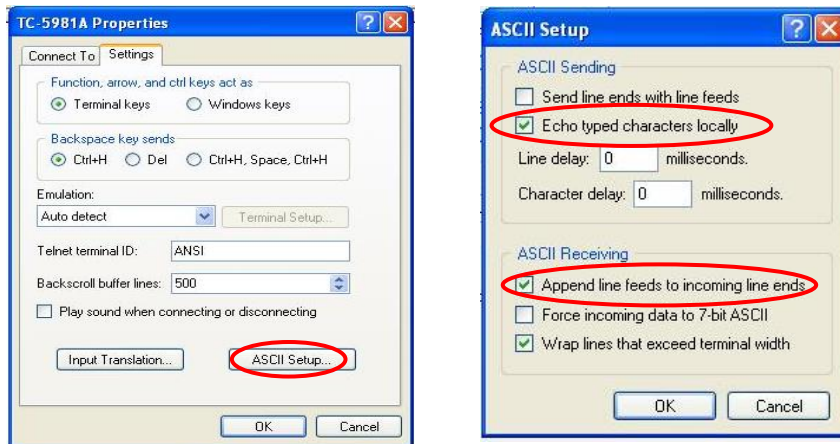 TC-5981A Properties
Connect To Settings
Function, arrow, and ctrl keys act as
Terminal keys Windows keys
Backspace key sends
Ctrl+H Del Ctrl+H, Space, Ctrl+H
Emulation:
Auto detect Terminal Setup...
Telnet terminal ID: ANSI
Backscroll buffer lines: 500
Play sound when connecting or disconnecting
Input Translation... ASCII Setup...
OK Cancel
ASCII Setup
ASCII Sending
Send line ends with line feeds
Echo typed characters locally
Line delay: 0 milliseconds.
Character delay: 0 milliseconds.
ASCII Receiving
Append line feeds to incoming line ends
Force incoming data to 7-bit ASCII
Wrap lines that exceed terminal width
OK Cancel